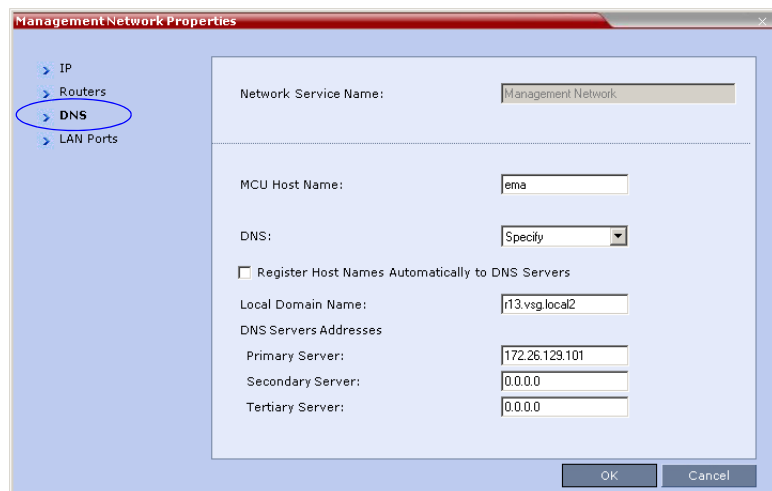 Management Network Properties
IP
Routers
DNS
LAN Ports
Network Service Name: Management Network
MCU Host Name: ema
DNS: Specify
Register Host Names Automatically to DNS Servers
Local Domain Name: r13.vsg.local2
DNS Servers Addresses
Primary Server: 172.26.129.101
Secondary Server: 0.0.0.0
Tertiary Server: 0.0.0.0
OK Cancel